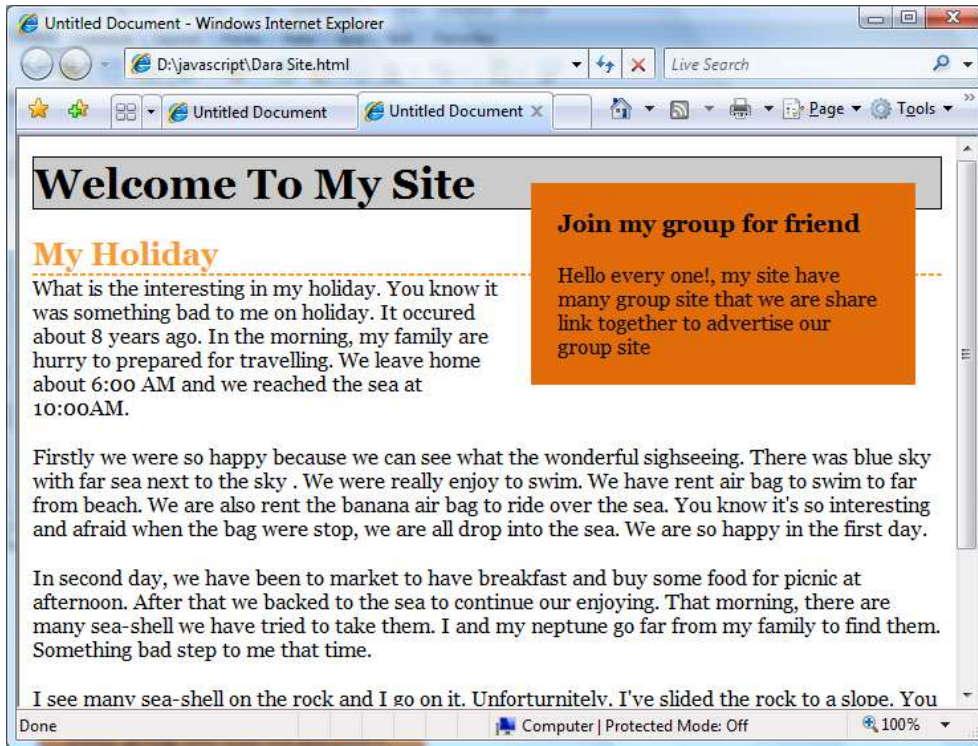 Untitled Document - Windows Internet Explorer
D:\javascript\Dara Site.html
Live Search
Untitled Document
Untitled Document
Page
Tools
Welcome To My Site
Join my group for friend
Hello every one!, my site have
many group site that we are share
link together to advertise our
group site
My Holiday
What is the interesting in my holiday. You know it
was something bad to me on holiday. It occured
about 8 years ago. In the morning, my family are
hurry to prepared for travelling. We leave home
about 6:00 AM and we reached the sea at
10:00AM.
Firstly we were so happy because we can see what the wonderful sighseeing. There was blue sky
with far sea next to the sky . We were really enjoy to swim. We have rent air bag to swim to far
from beach. We are also rent the banana air bag to ride over the sea. You know it's so interesting
and afraid when the bag were stop, we are all drop into the sea. We are so happy in the first day.
In second day, we have been to market to have breakfast and buy some food for picnic at
afternoon. After that we backed to the sea to continue our enjoying. That morning, there are
many sea-shell we have tried to take them. I and my neptune go far from my family to find them.
Something bad step to me that time.
I see many sea-shell on the rock and I go on it. Unforturnitely, I've slided the rock to a slope. You
Done
Computer | Protected Mode: Off
100%